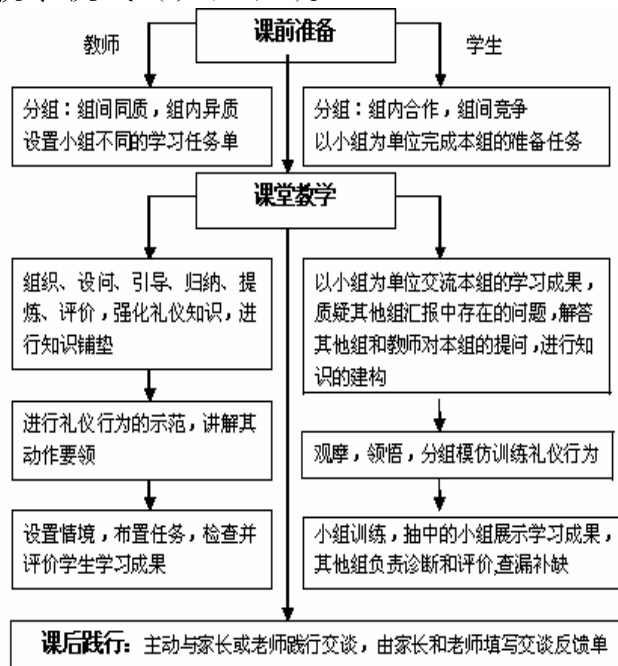 课前准备
教师
学生
分组：组间同质，组内异质
设置小组不同的学习任务单
分组：组内合作，组间竞争
以小组为单位完成本组的准备任务
课堂教学
组织、设问、引导、归纳、提
炼、评价，强化礼仪知识，进
行知识铺垫
以小组为单位交流本组的学习成果，
质疑其他组汇报中存在的问题，解答
其他组和教师对本组的提问，进行知
识的建构
进行礼仪行为的示范，讲解其
动作要领
观摩，领悟，分组模仿训练礼仪行为
设置情境，布置任务，检查并
评价学生学习成果
小组训练，抽中的小组展示学习成果，
其他组负责诊断和评价，查漏补缺
课后践行：主动与家长或老师践行交谈，由家长和老师填写交谈反馈单